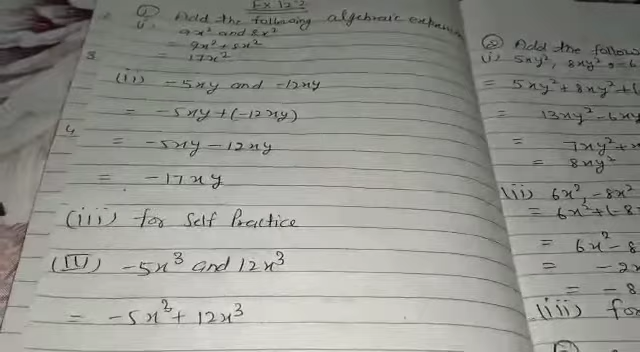 Ex 12.2
① Add the following algebraic expression
(i) 9x² and 8x²
= 9x² + 8x²
= 17x²
(ii) -5xy and -12xy
= -5xy + (-12xy)
= -5xy - 12xy
= -17xy
(iii) for Self Practice
(IV) -5x³ and 12x³
= -5x³ + 12x³
② Add the follow
(i) 5xy², 8xy², -6
= 5xy² + 8xy² + (
= 13xy² - 6xy
= 7xy² + x
= 8xy²
(ii) 6x², -8x²
= 6x² + (-8
= 6x² - 8
= -2x
= -8
(iii) for